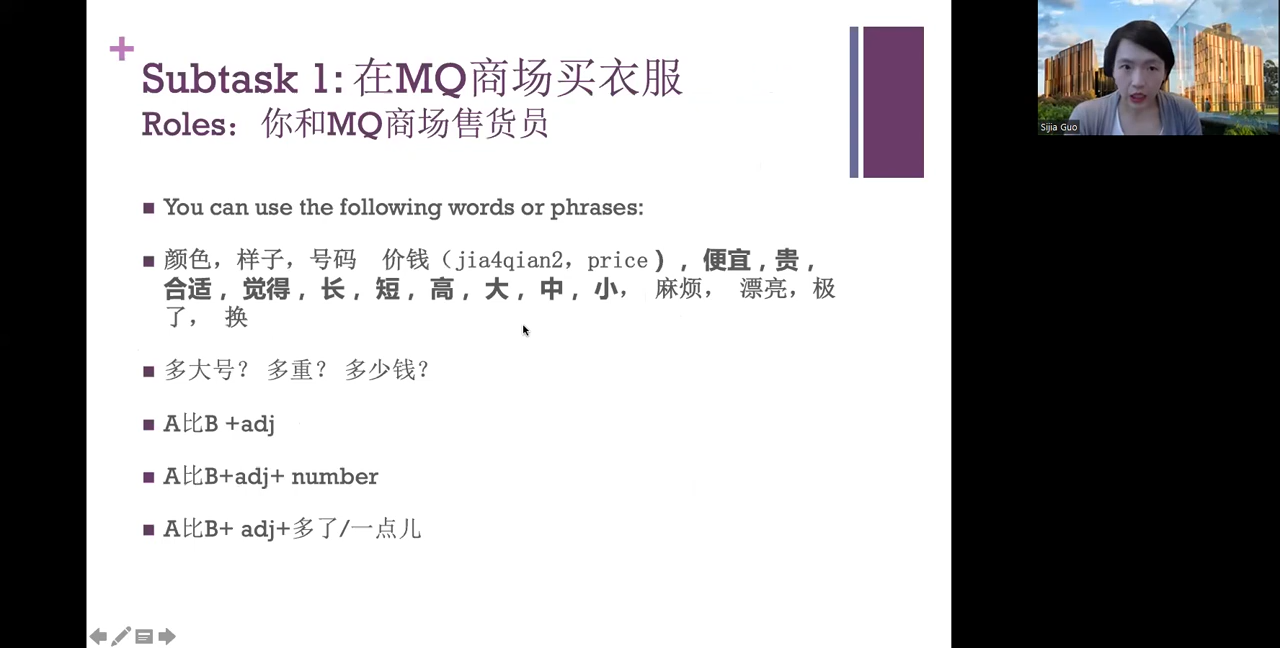 Subtask 1: 在MQ商场买衣服
Roles：你和MQ商场售货员
You can use the following words or phrases:
颜色，样子，号码 价钱（jia4qian2，price），便宜，贵，
合适，觉得，长，短，高，大，中，小， 麻烦， 漂亮，极
了， 换
多大号？ 多重？ 多少钱？
A比B +adj
A比B+adj+ number
A比B+ adj+多了/一点儿
Sijia Guo